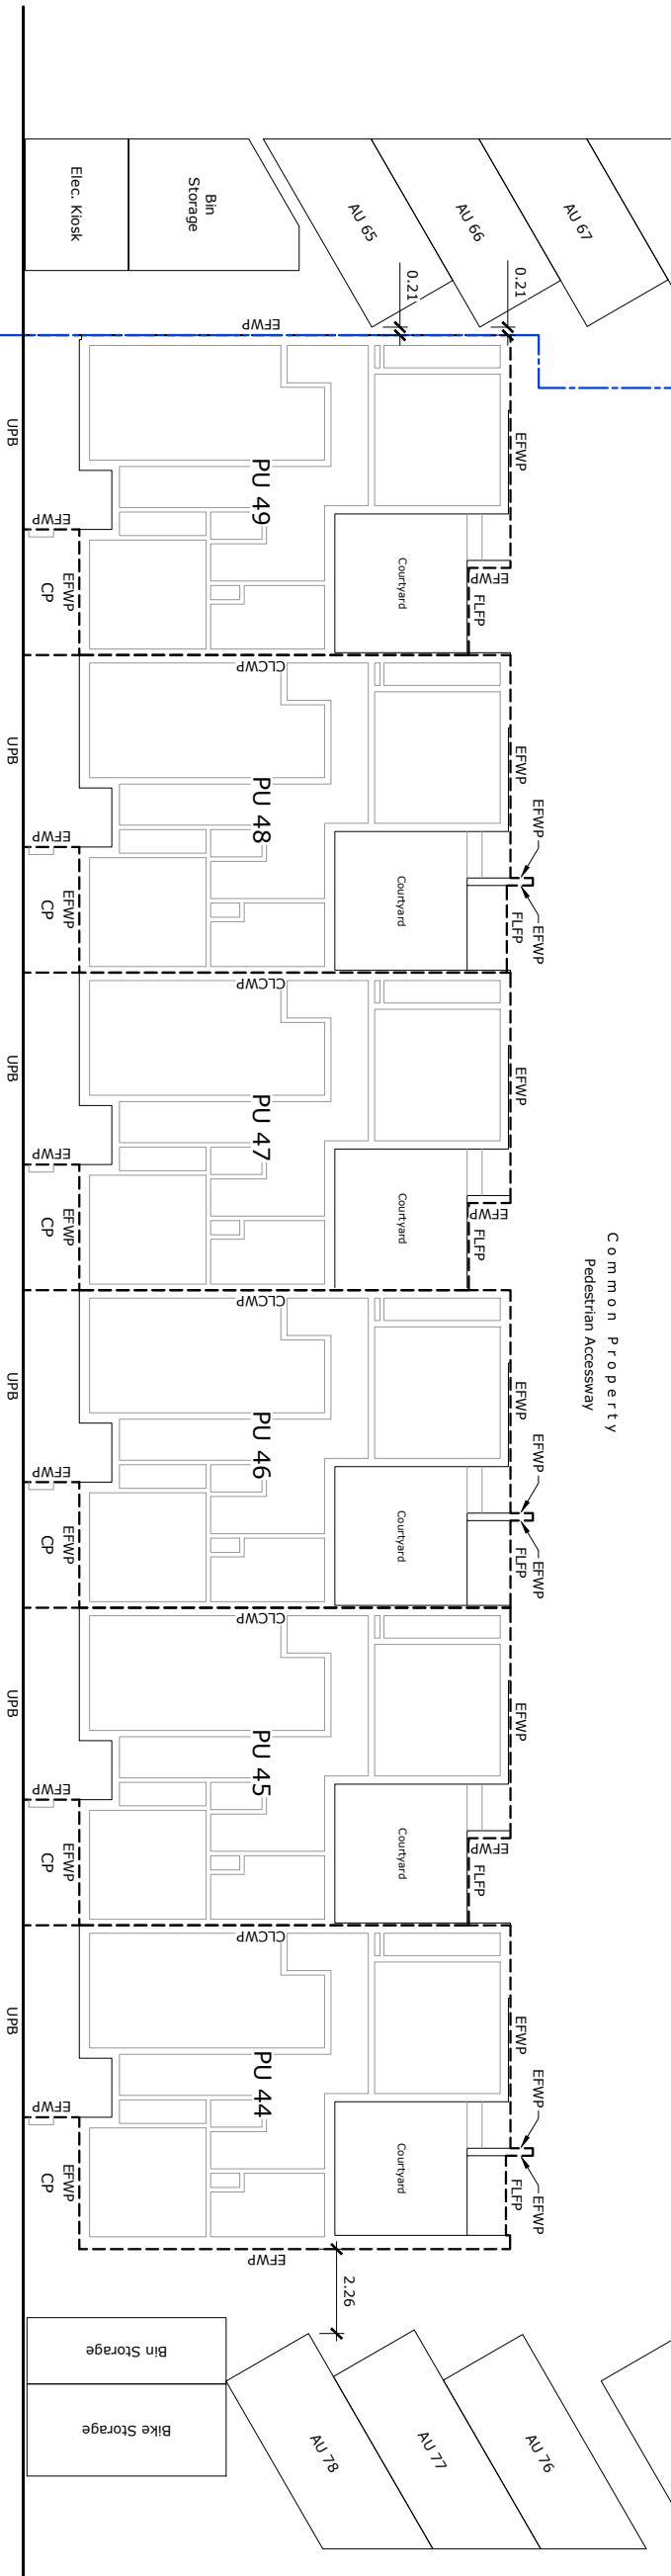 Elec. Kiosk
Bin
Storage
AU 65
AU 66
AU 67
0.21
0.21
EFWP
UPB
EFWP
CP
EFWP
PU 49
Courtyard
EFWP
EFWP
FLFP
CLCWP
UPB
EFWP
CP
EFWP
PU 48
Courtyard
EFWP
EFWP
EFWP
FLFP
CLCWP
UPB
EFWP
CP
EFWP
PU 47
Courtyard
EFWP
EFWP
FLFP
Common Property
Pedestrian Accessway
CLCWP
UPB
EFWP
CP
EFWP
PU 46
Courtyard
EFWP
EFWP
EFWP
FLFP
CLCWP
UPB
EFWP
CP
EFWP
PU 45
Courtyard
EFWP
EFWP
FLFP
CLCWP
UPB
EFWP
CP
EFWP
PU 44
Courtyard
EFWP
EFWP
EFWP
FLFP
EFWP
2.26
Bin Storage
Bike Storage
AU 78
AU 77
AU 76